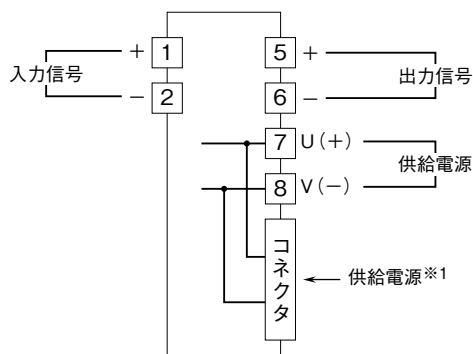 入力信号
+ 1
− 2
5 +
6 −
出力信号
7 U(+)
8 V(−)
供給電源
コネクタ
供給電源※1